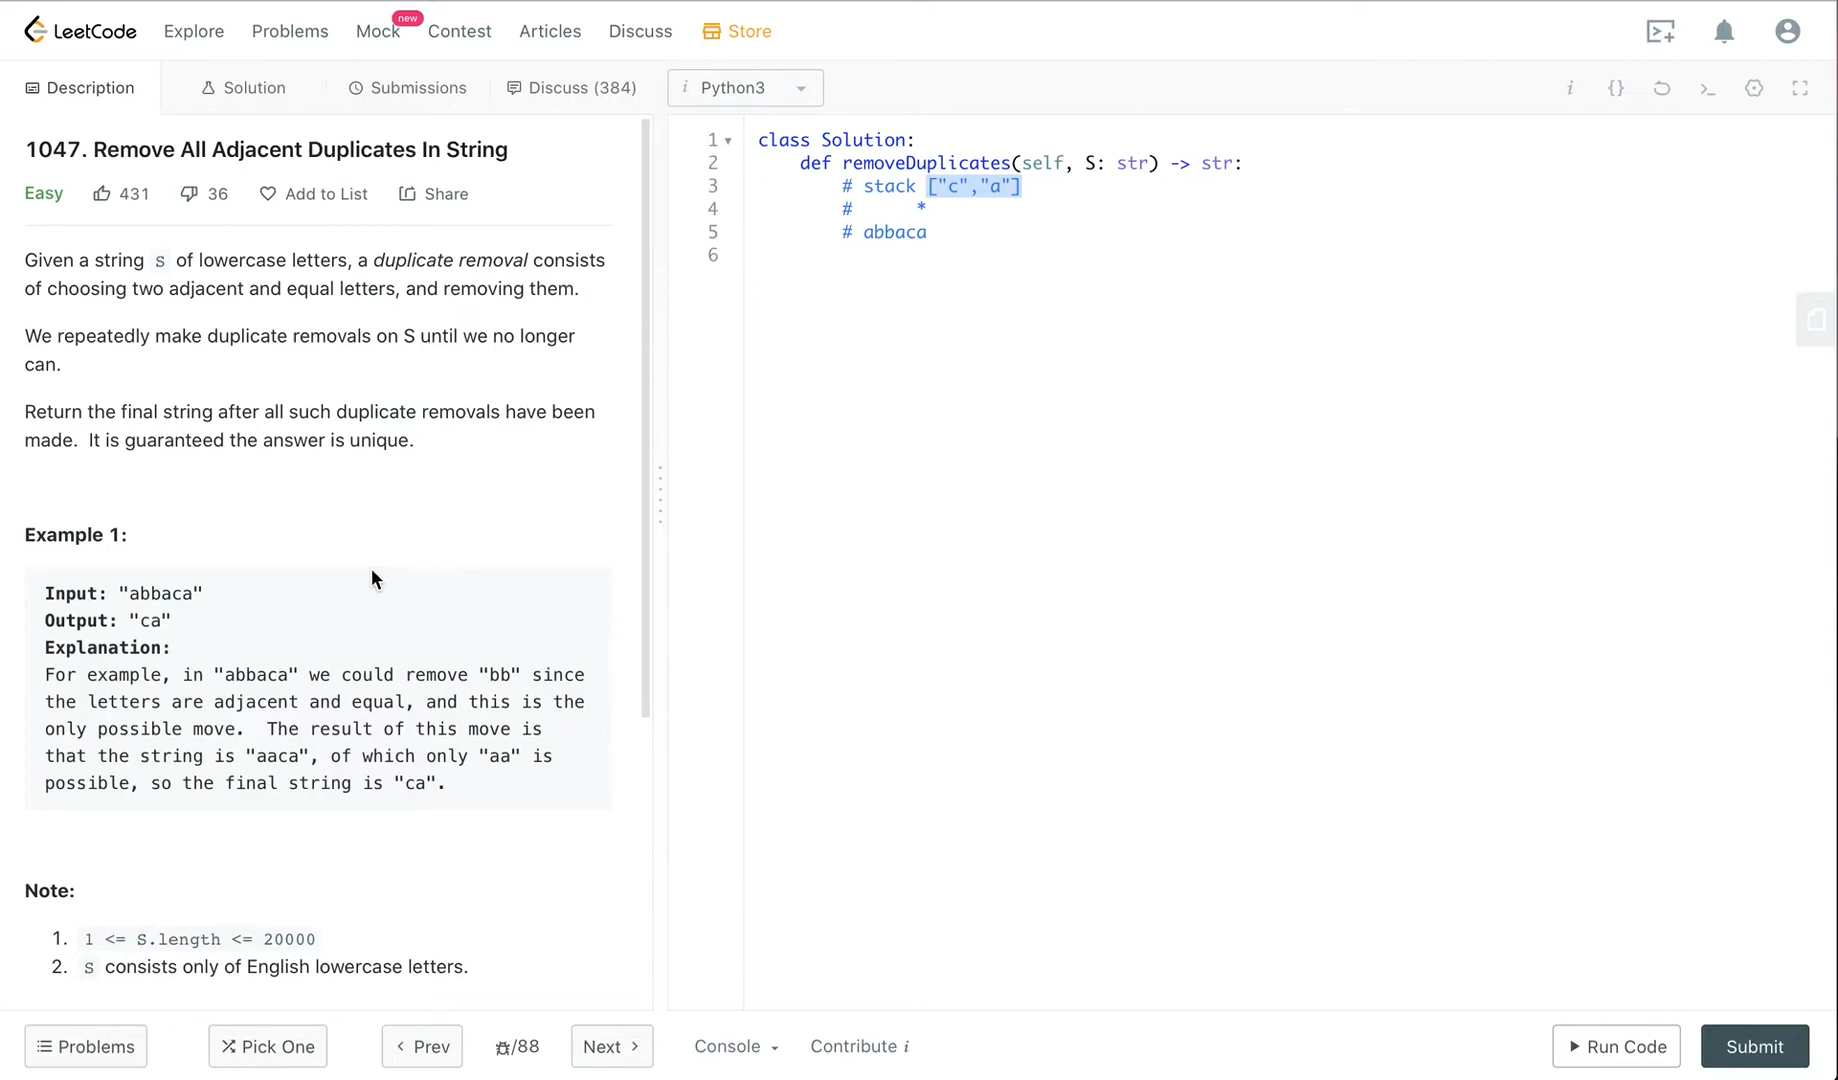 LeetCode
Explore
Problems
Mock
new
Contest
Articles
Discuss
Store
Description
Solution
Submissions
Discuss (384)
i Python3
i
{}
1047. Remove All Adjacent Duplicates In String
Easy
431
36
Add to List
Share
Given a string S of lowercase letters, a duplicate removal consists
of choosing two adjacent and equal letters, and removing them.
We repeatedly make duplicate removals on S until we no longer
can.
Return the final string after all such duplicate removals have been
made. It is guaranteed the answer is unique.
Example 1:
Input: "abbaca"
Output: "ca"
Explanation:
For example, in "abbaca" we could remove "bb" since
the letters are adjacent and equal, and this is the
only possible move. The result of this move is
that the string is "aaca", of which only "aa" is
possible, so the final string is "ca".
Note:
1. 1 <= S.length <= 20000
2. S consists only of English lowercase letters.
1 class Solution:
2 def removeDuplicates(self, S: str) -> str:
3 # stack ["c","a"]
4 # *
5 # abbaca
6
Problems
Pick One
< Prev
/88
Next >
Console
Contribute i
Run Code
Submit